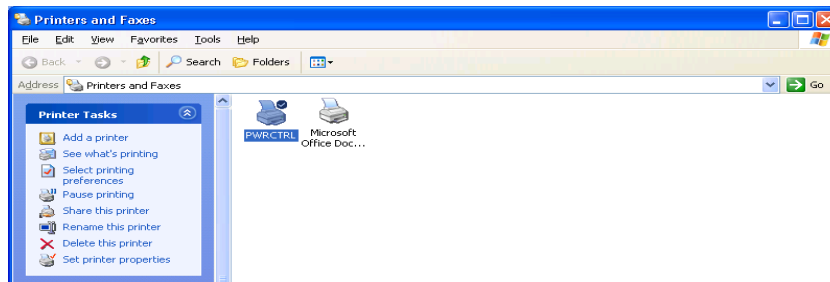 Printers and Faxes
File Edit View Favorites Tools Help
Back Search Folders
Address Printers and Faxes Go
Printer Tasks
Add a printer
See what's printing
Select printing
preferences
Pause printing
Share this printer
Rename this printer
Delete this printer
Set printer properties
PWRCTRL
Microsoft
Office Doc...